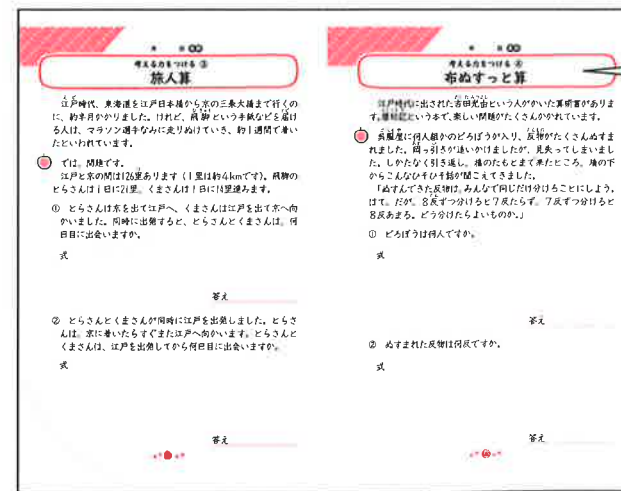 考える力をつける ③
旅人算
江戸時代、東海道を江戸日本橋から京の三条大橋まで行くの
に、約半月かかりました。けれど、飛脚という手紙などを届け
る人は、マラソン選手なみに走りぬけていき、約1週間で着い
たといわれています。
では、問題です。
江戸と京の間は126里あります（1里は約4kmです）。飛脚の
とらさんは1日に21里、くまさんは1日に14里進みます。
① とらさんは京を出て江戸へ、くまさんは江戸を出て京へ向
かいました。同時に出発すると、とらさんとくまさんは、何
日目に出会いますか。
式
答え
② とらさんとくまさんが同時に江戸を出発しました。とらさ
んは、京に着いたらすぐまた江戸へ向かいます。とらさんと
くまさんは、江戸を出発してから何日目に出会いますか。
式
答え
考える力をつける ④
布ぬすっと算
江戸時代に出された吉田光由という人がかいた算術書がありま
す。塵劫記という本で、楽しい問題がたくさんかかれています。
呉服屋に何人組かのどろぼうが入り、反物がたくさんぬすま
れました。岡っ引きが追いかけましたが、見失ってしまいまし
た。しかたなく引き返し、橋のたもとまで来たところ、橋の下
からこんなひそひそ話が聞こえてきました。
「ぬすんできた反物は、みんなで同じだけ分けることにしよう。
はて、だが、8反ずつ分けると7反たらず、7反ずつ分けると
8反あまる。どう分けたらよいものか。」
① どろぼうは何人ですか。
式
答え
② ぬすまれた反物は何反ですか。
式
答え